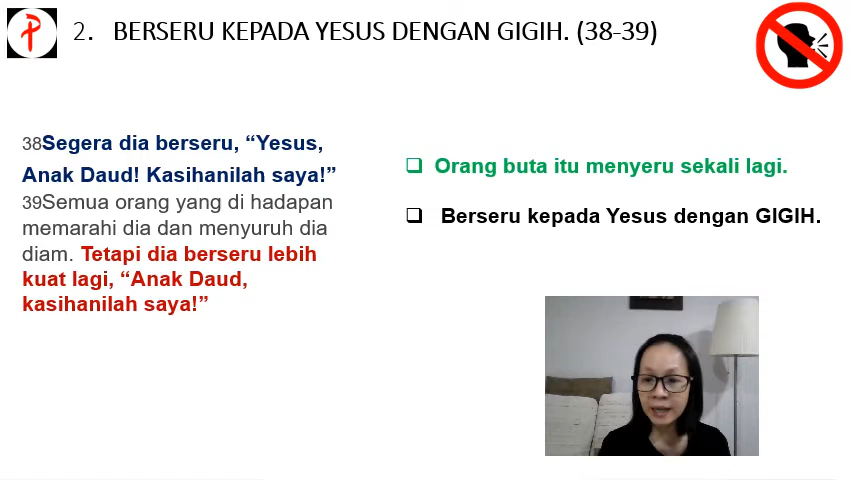 2. BERSERU KEPADA YESUS DENGAN GIGIH. (38-39)
38Segera dia berseru, “Yesus,
Anak Daud! Kasihanilah saya!”
39Semua orang yang di hadapan
memarahi dia dan menyuruh dia
diam. Tetapi dia berseru lebih
kuat lagi, “Anak Daud,
kasihanilah saya!”
Orang buta itu menyeru sekali lagi.
Berseru kepada Yesus dengan GIGIH.